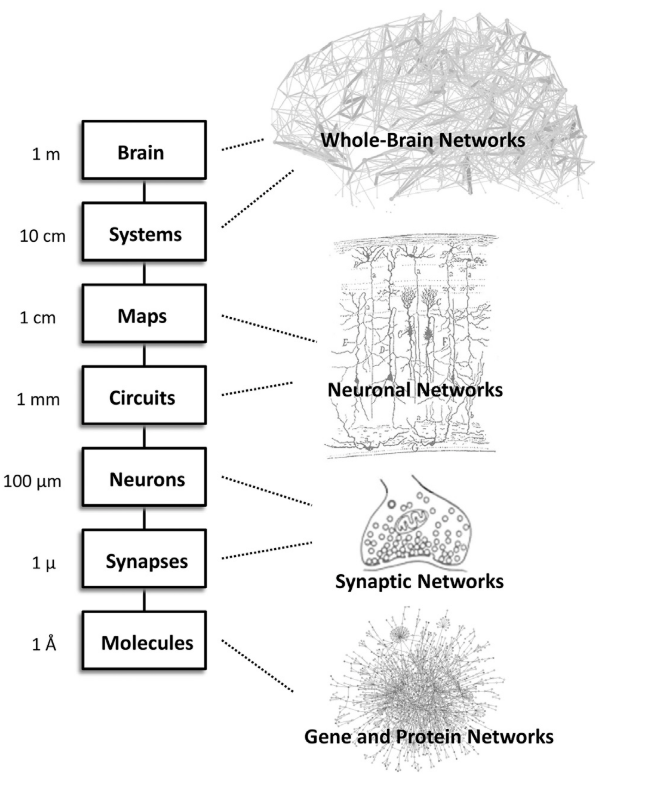 1 m
Brain
Whole-Brain Networks
10 cm
Systems
1 cm
Maps
1 mm
Circuits
Neuronal Networks
100 µm
Neurons
1 µ
Synapses
Synaptic Networks
1 Å
Molecules
Gene and Protein Networks